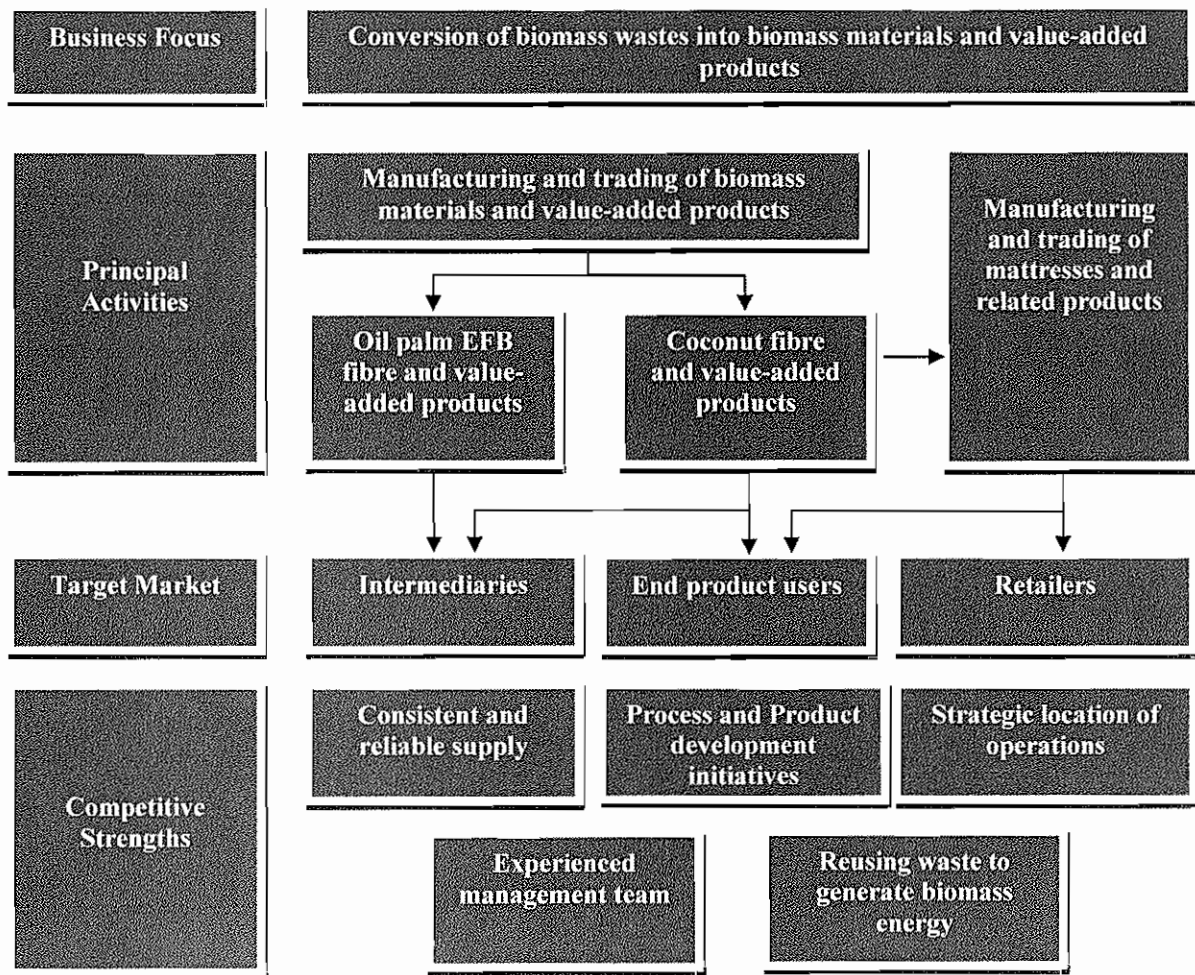 Business Focus
Conversion of biomass wastes into biomass materials and value-added
products
Principal
Activities
Manufacturing and trading of biomass
materials and value-added products
Oil palm EFB
fibre and value-
added products
Coconut fibre
and value-added
products
Manufacturing
and trading of
mattresses and
related products
Target Market
Intermediaries
End product users
Retailers
Competitive
Strengths
Consistent and
reliable supply
Process and Product
development
initiatives
Strategic location of
operations
Experienced
management team
Reusing waste to
generate biomass
energy